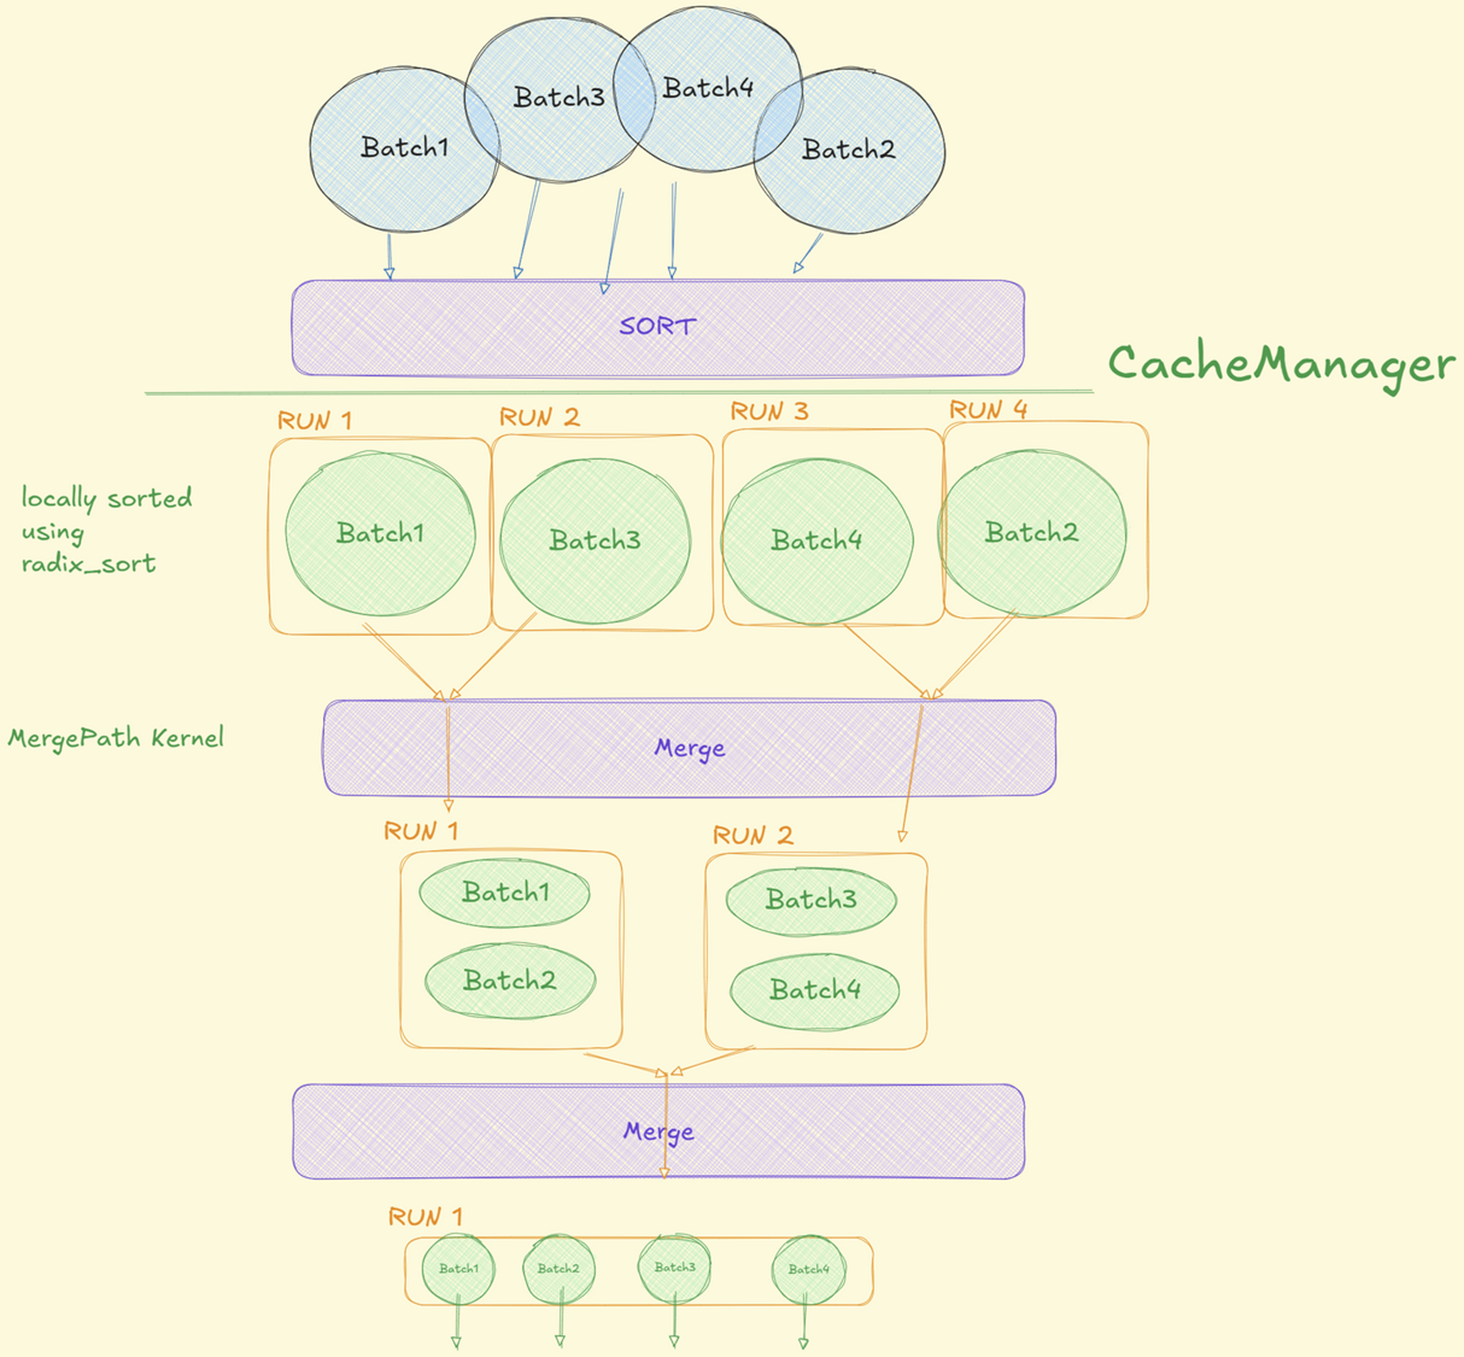 Batch1
Batch3
Batch4
Batch2
SORT
CacheManager
RUN 1
RUN 2
RUN 3
RUN 4
locally sorted
using
radix_sort
Batch1
Batch3
Batch4
Batch2
MergePath Kernel
Merge
RUN 1
RUN 2
Batch1
Batch3
Batch2
Batch4
Merge
RUN 1
Batch1
Batch2
Batch3
Batch4